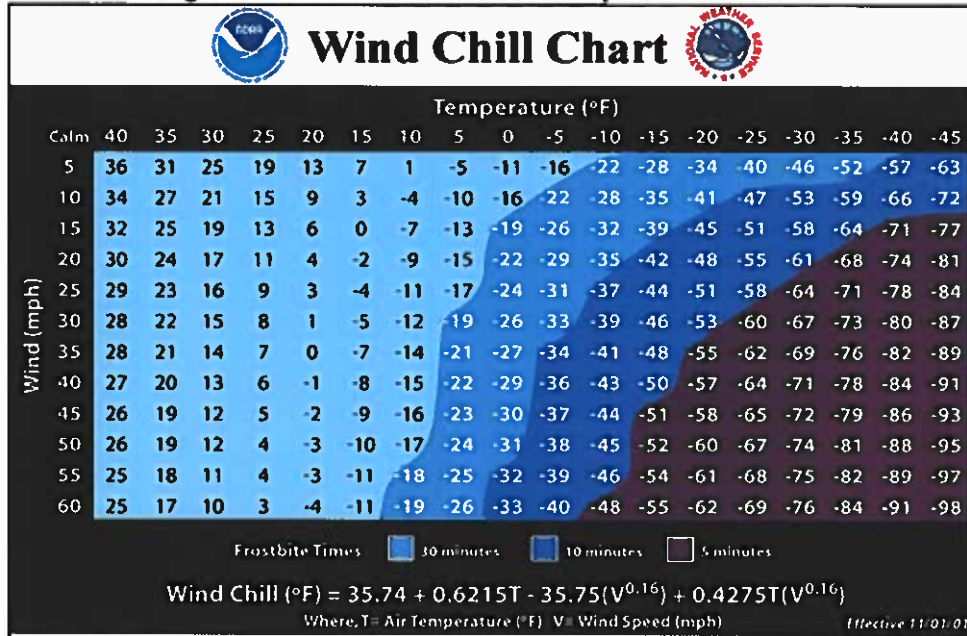 NOAA
Wind Chill Chart
NATIONAL WEATHER SERVICE
Temperature (°F)
Calm 40 35 30 25 20 15 10 5 0 -5 -10 -15 -20 -25 -30 -35 -40 -45
Wind (mph)
5 36 31 25 19 13 7 1 -5 -11 -16 -22 -28 -34 -40 -46 -52 -57 -63
10 34 27 21 15 9 3 -4 -10 -16 -22 -28 -35 -41 -47 -53 -59 -66 -72
15 32 25 19 13 6 0 -7 -13 -19 -26 -32 -39 -45 -51 -58 -64 -71 -77
20 30 24 17 11 4 -2 -9 -15 -22 -29 -35 -42 -48 -55 -61 -68 -74 -81
25 29 23 16 9 3 -4 -11 -17 -24 -31 -37 -44 -51 -58 -64 -71 -78 -84
30 28 22 15 8 1 -5 -12 -19 -26 -33 -39 -46 -53 -60 -67 -73 -80 -87
35 28 21 14 7 0 -7 -14 -21 -27 -34 -41 -48 -55 -62 -69 -76 -82 -89
40 27 20 13 6 -1 -8 -15 -22 -29 -36 -43 -50 -57 -64 -71 -78 -84 -91
45 26 19 12 5 -2 -9 -16 -23 -30 -37 -44 -51 -58 -65 -72 -79 -86 -93
50 26 19 12 4 -3 -10 -17 -24 -31 -38 -45 -52 -60 -67 -74 -81 -88 -95
55 25 18 11 4 -3 -11 -18 -25 -32 -39 -46 -54 -61 -68 -75 -82 -89 -97
60 25 17 10 3 -4 -11 -19 -26 -33 -40 -48 -55 -62 -69 -76 -84 -91 -98
Frostbite Times 30 minutes 10 minutes 5 minutes
Wind Chill (°F) = 35.74 + 0.6215T - 35.75(V^0.16) + 0.4275T(V^0.16)
Where, T= Air Temperature (°F) V= Wind Speed (mph)
Effective 11/01/01